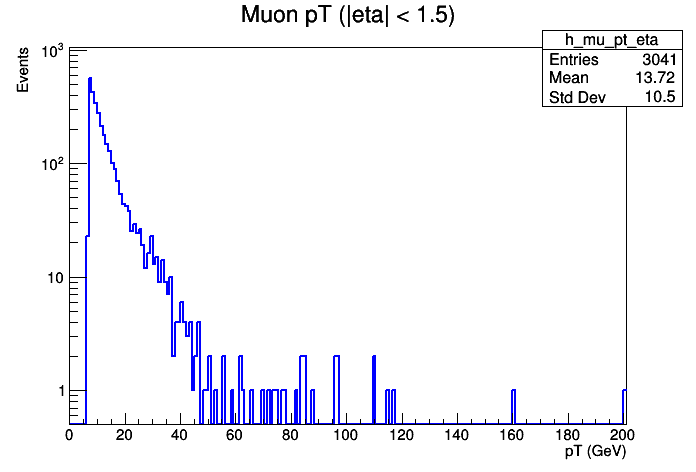 Muon pT (|eta| < 1.5)
h_mu_pt_eta
Entries 3041
Mean 13.72
Std Dev 10.5
Events
10³
10²
10
1
0 20 40 60 80 100 120 140 160 180 200
pT (GeV)